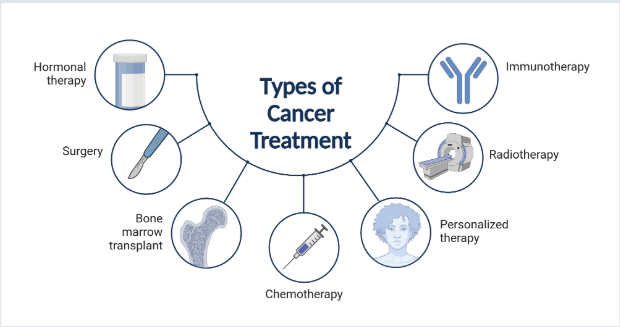 Types of
Cancer
Treatment
Hormonal
therapy
Surgery
Bone
marrow
transplant
Chemotherapy
Personalized
therapy
Radiotherapy
Immunotherapy